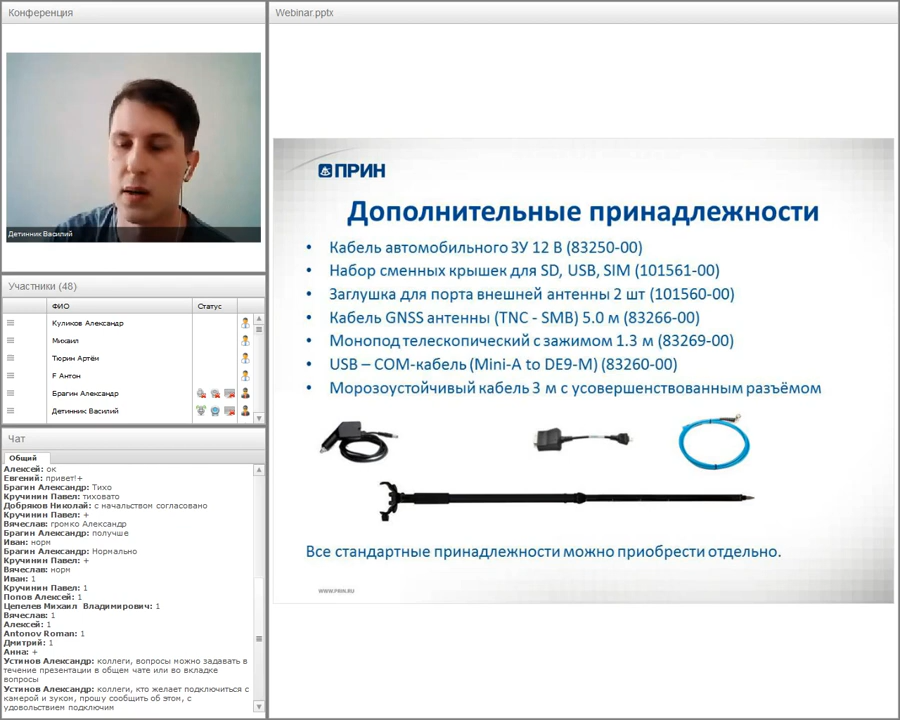 Конференция
Детинник Василий
Участники (48)
ФИО
Статус
Куликов Александр
Михаил
Тюрин Артём
F Антон
Брагин Александр
Детинник Василий
Чат
Общий
Алексей: ок
Евгений: привет!+
Брагин Александр: Тихо
Кручинин Павел: тиховато
Добряков Николай: с начальством согласовано
Кручинин Павел: +
Вячеслав: громко Александр
Брагин Александр: получше
Иван: норм
Брагин Александр: Нормально
Кручинин Павел: +
Вячеслав: норм
Иван: 1
Кручинин Павел: 1
Попов Алексей: 1
Цепелев Михаил Владимирович: 1
Вячеслав: 1
Алексей: 1
Antonov Roman: 1
Дмитрий: 1
Анна: +
Устинов Александр: коллеги, вопросы можно задавать в
течение презентации в общем чате или во вкладке
вопросы
Устинов Александр: коллеги, кто желает подключиться с
камерой и зуком, прошу сообщить об этом, с
удовольствием подключим
Webinar.pptx
ПРИН
Дополнительные принадлежности
• Кабель автомобильного ЗУ 12 В (83250-00)
• Набор сменных крышек для SD, USB, SIM (101561-00)
• Заглушка для порта внешней антенны 2 шт (101560-00)
• Кабель GNSS антенны (TNC - SMB) 5.0 м (83266-00)
• Монопод телескопический с зажимом 1.3 м (83269-00)
• USB – COM-кабель (Mini-A to DE9-M) (83260-00)
• Морозоустойчивый кабель 3 м с усовершенствованным разъёмом
Все стандартные принадлежности можно приобрести отдельно.
WWW.PRIN.RU